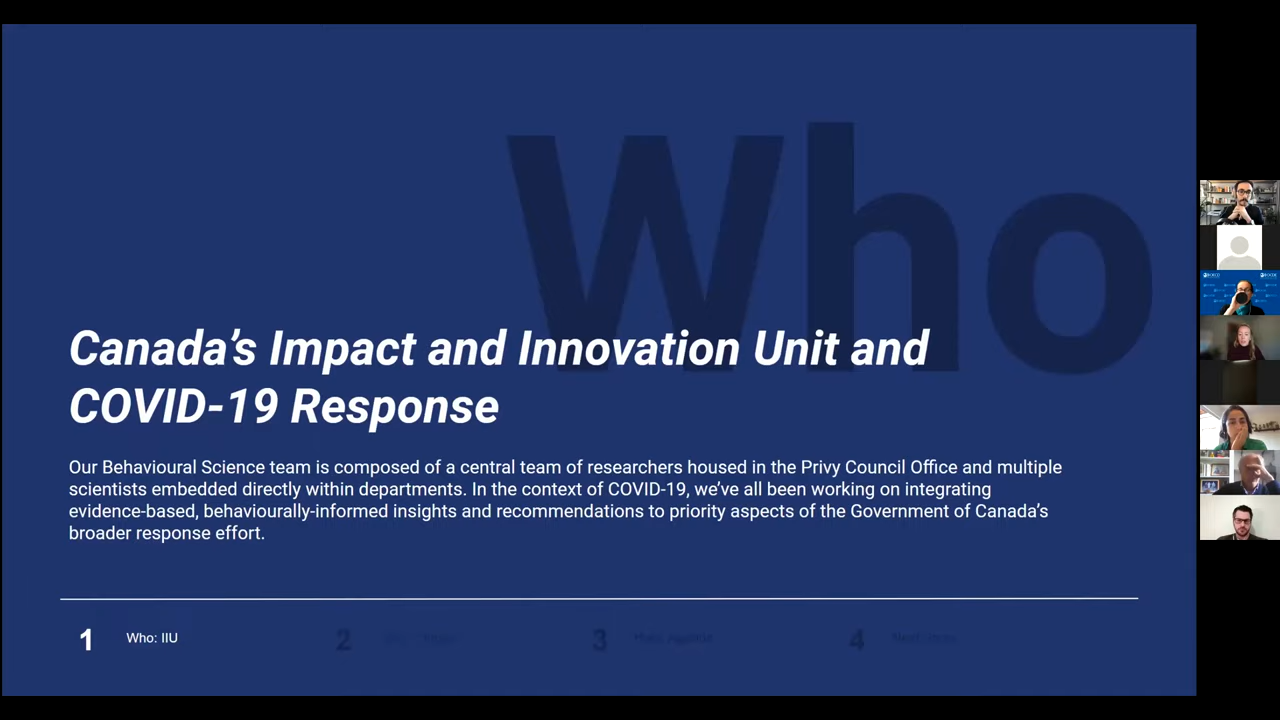 Who
Canada’s Impact and Innovation Unit and
COVID-19 Response
Our Behavioural Science team is composed of a central team of researchers housed in the Privy Council Office and multiple
scientists embedded directly within departments. In the context of COVID-19, we’ve all been working on integrating
evidence-based, behaviourally-informed insights and recommendations to priority aspects of the Government of Canada’s
broader response effort.
1 Who: IIU
2
3
4